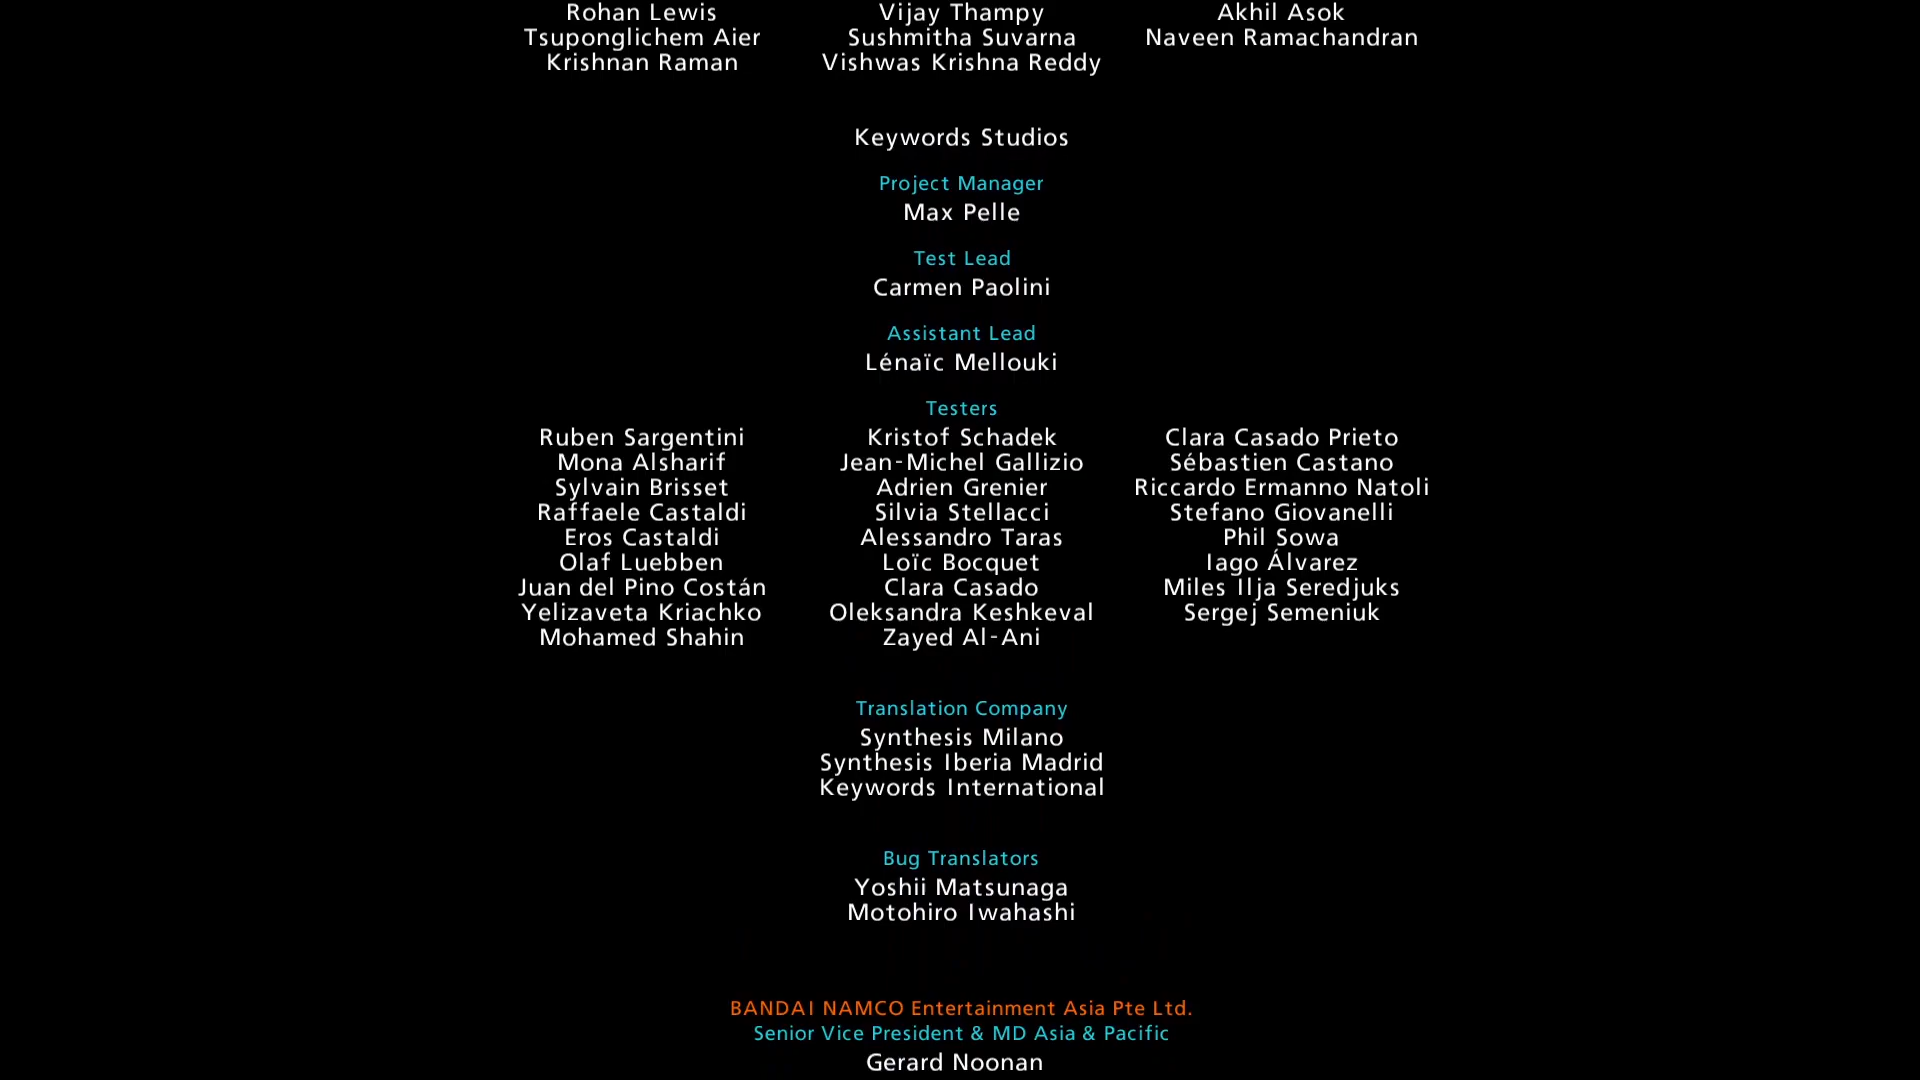 Rohan Lewis Vijay Thampy Akhil Asok
Tsuponglichem Aier Sushmitha Suvarna Naveen Ramachandran
Krishnan Raman Vishwas Krishna Reddy
Keywords Studios
Project Manager
Max Pelle
Test Lead
Carmen Paolini
Assistant Lead
Lénaïc Mellouki
Testers
Ruben Sargentini Kristof Schadek Clara Casado Prieto
Mona Alsharif Jean-Michel Gallizio Sébastien Castano
Sylvain Brisset Adrien Grenier Riccardo Ermanno Natoli
Raffaele Castaldi Silvia Stellacci Stefano Giovanelli
Eros Castaldi Alessandro Taras Phil Sowa
Olaf Luebben Loïc Bocquet Iago Álvarez
Juan del Pino Costán Clara Casado Miles Ilja Seredjuks
Yelizaveta Kriachko Oleksandra Keshkeval Sergej Semeniuk
Mohamed Shahin Zayed Al-Ani
Translation Company
Synthesis Milano
Synthesis Iberia Madrid
Keywords International
Bug Translators
Yoshii Matsunaga
Motohiro Iwahashi
BANDAI NAMCO Entertainment Asia Pte Ltd.
Senior Vice President & MD Asia & Pacific
Gerard Noonan